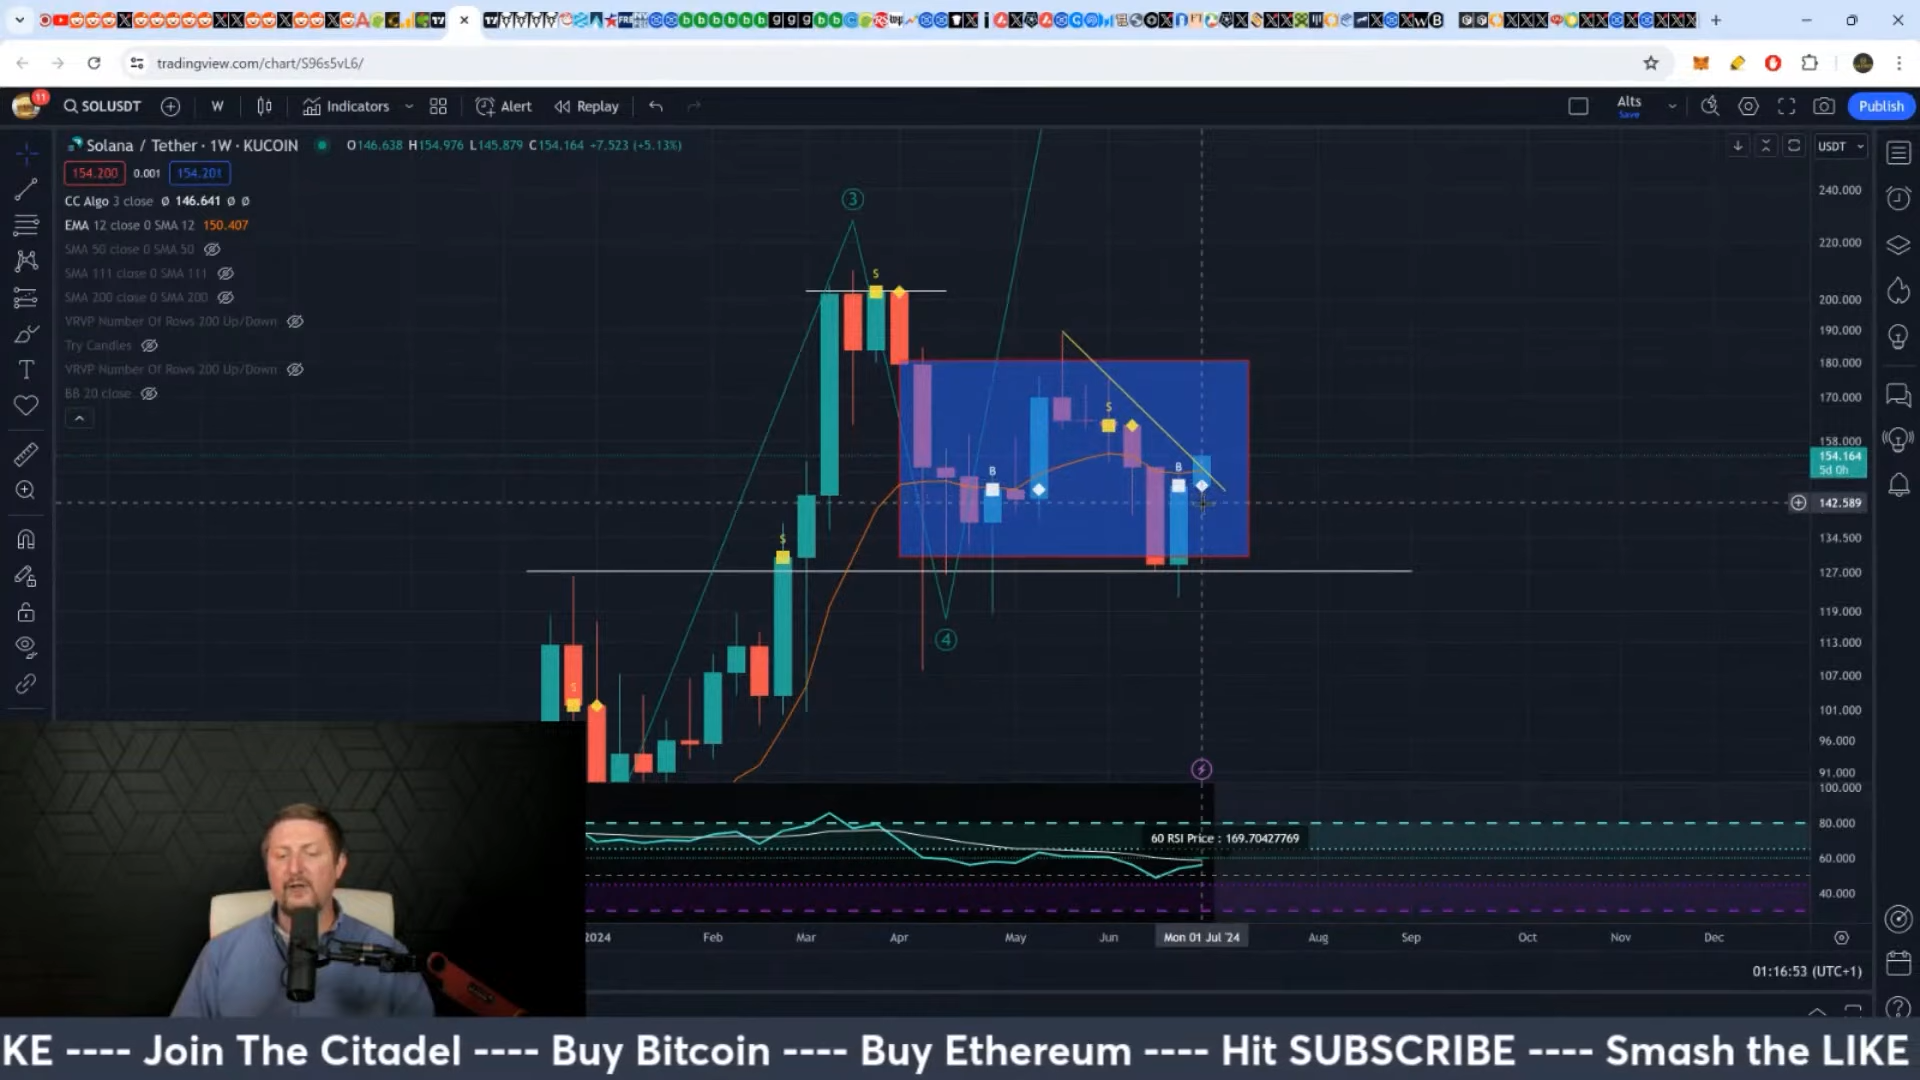 tradingview.com/chart/S96s5vL6/
11
SOLUSDT
W
Indicators
Alert
Replay
Alts
Save
Publish
Solana / Tether · 1W · KUCOIN
O146.638 H154.976 L145.879 C154.164 +7.523 (+5.13%)
USDT
154.200 0.001 154.201
CC Algo 3 close Ø 146.641 Ø Ø
EMA 12 close 0 SMA 12 150.407
SMA 50 close 0 SMA 50
SMA 111 close 0 SMA 111
SMA 200 close 0 SMA 200
VRVP Number Of Rows 200 Up/Down
Try Candles
VRVP Number Of Rows 200 Up/Down
BB 20 close
3
S
S
B
B
S
S
4
240.000
220.000
200.000
190.000
180.000
170.000
158.000
154.164
5d 0h
142.589
134.500
127.000
119.000
113.000
107.000
101.000
96.000
91.000
100.000
80.000
60.000
40.000
60 RSI Price : 169.70427769
2024 Feb Mar Apr May Jun Mon 01 Jul '24 Aug Sep Oct Nov Dec
01:16:53 (UTC+1)
KE ---- Join The Citadel ---- Buy Bitcoin ---- Buy Ethereum ---- Hit SUBSCRIBE ---- Smash the LIKE